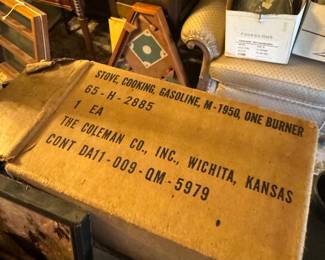 STOVE, COOKING, GASOLINE, M-1950, ONE BURNER
65-H-2885
1 EA
THE COLEMAN CO., INC., WICHITA, KANSAS
CONT DA11-009-QM-5979